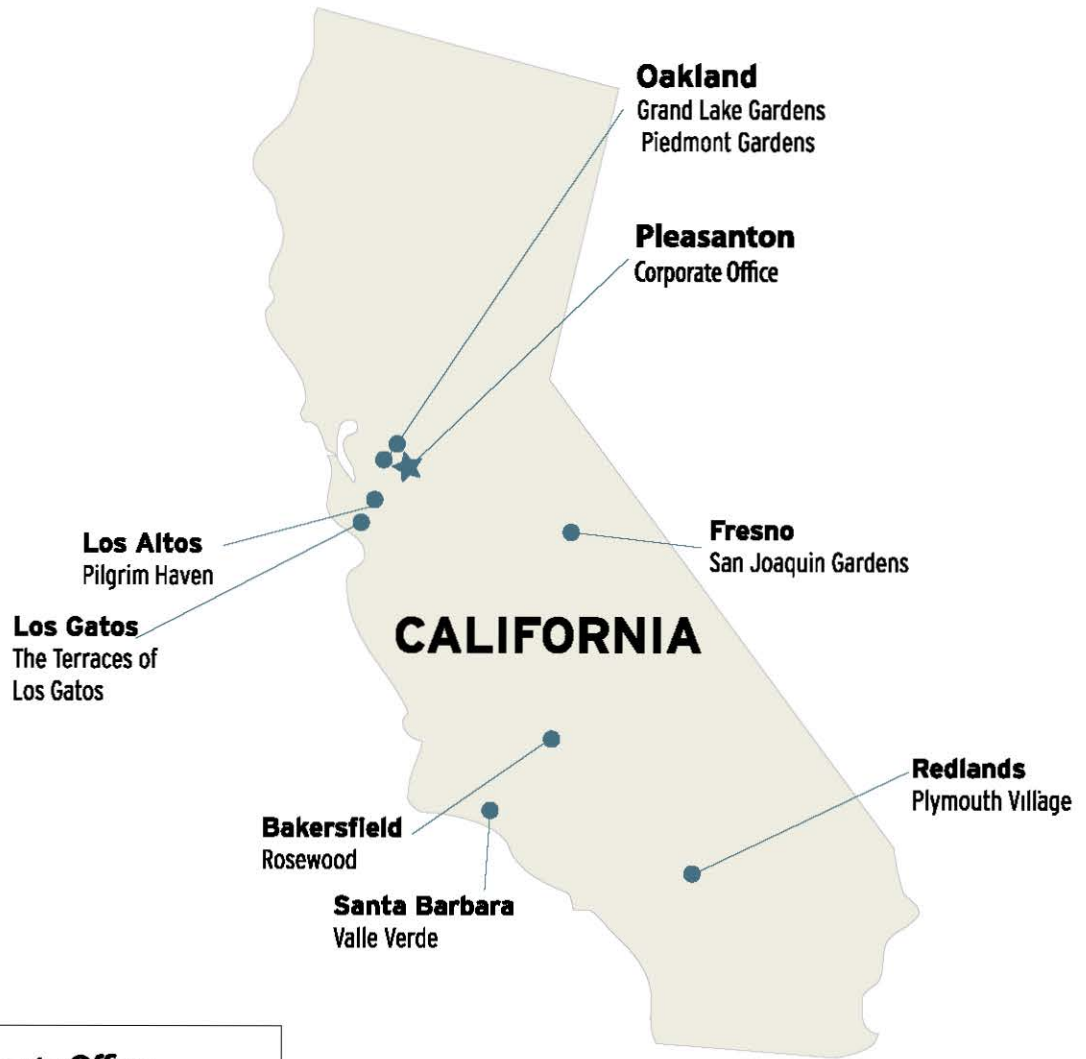 Oakland
Grand Lake Gardens
Piedmont Gardens
Pleasanton
Corporate Office
Los Altos
Pilgrim Haven
Los Gatos
The Terraces of
Los Gatos
Fresno
San Joaquin Gardens
CALIFORNIA
Redlands
Plymouth Village
Bakersfield
Rosewood
Santa Barbara
Valle Verde